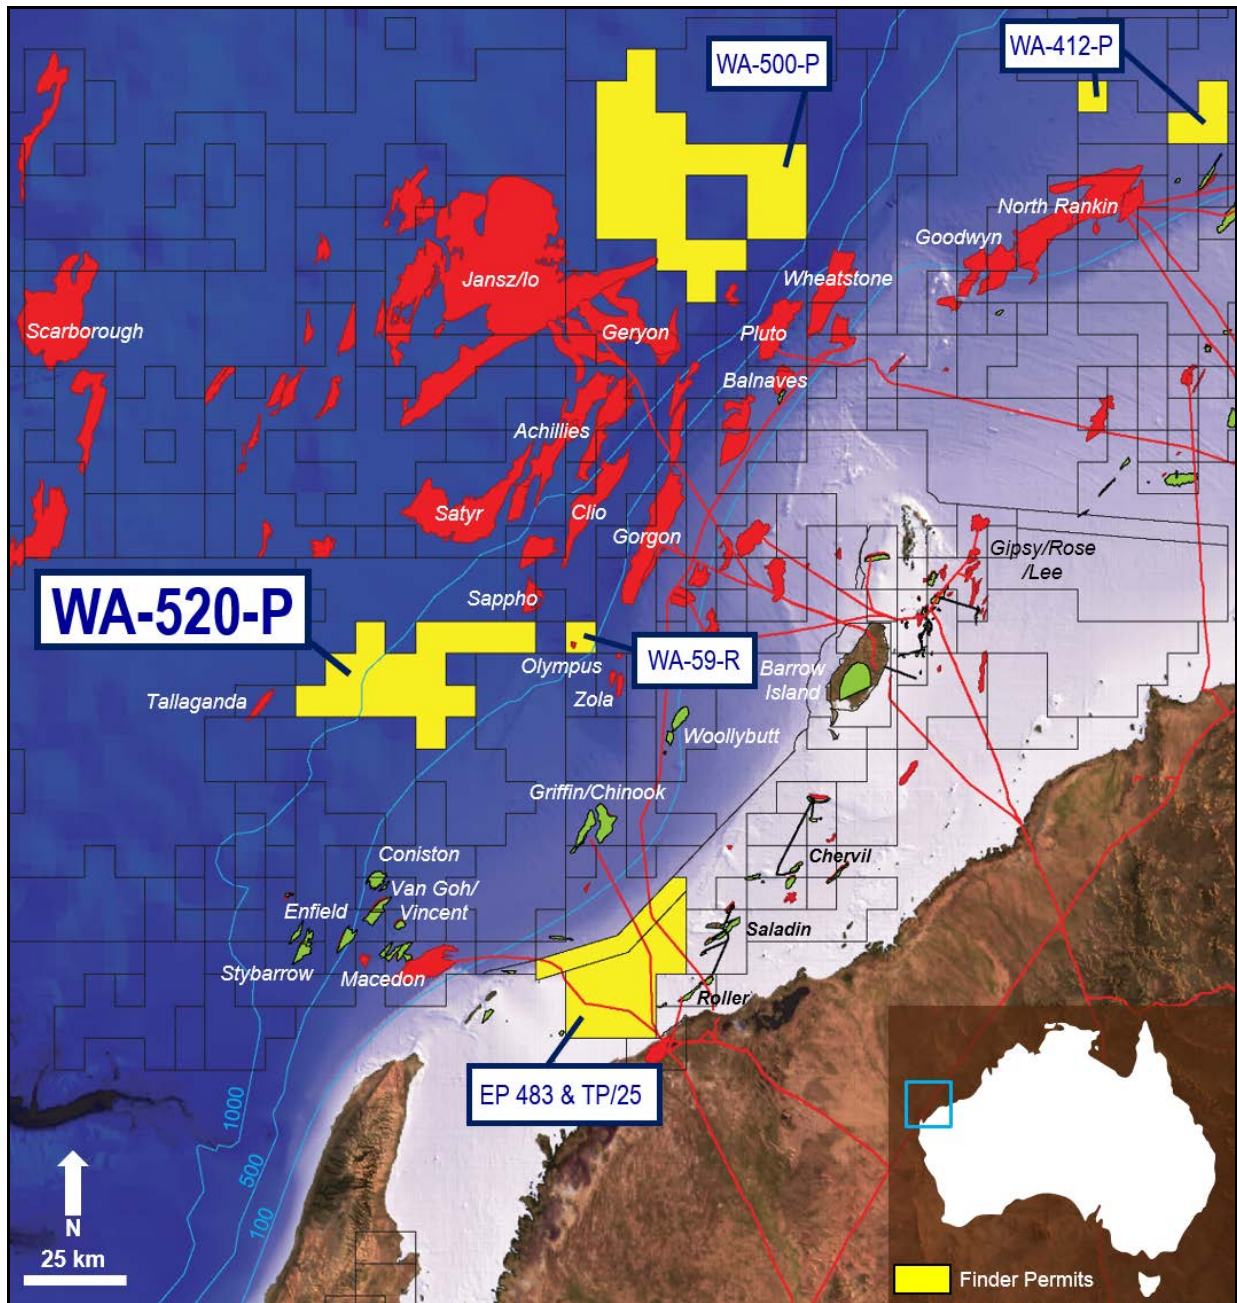 WA-412-P
WA-500-P
North Rankin
Goodwyn
Jansz/Io
Wheatstone
Scarborough
Geryon
Pluto
Balnaves
Achillies
Satyr
Clio
Gorgon
Gipsy/Rose
/Lee
WA-520-P
Sappho
Olympus
WA-59-R
Barrow
Island
Tallaganda
Zola
Woollybutt
Griffin/Chinook
Coniston
Chervil
Van Goh/
Vincent
Enfield
Saladin
Stybarrow
Macedon
Roller
EP 483 & TP/25
1000
500
100
N
25 km
Finder Permits